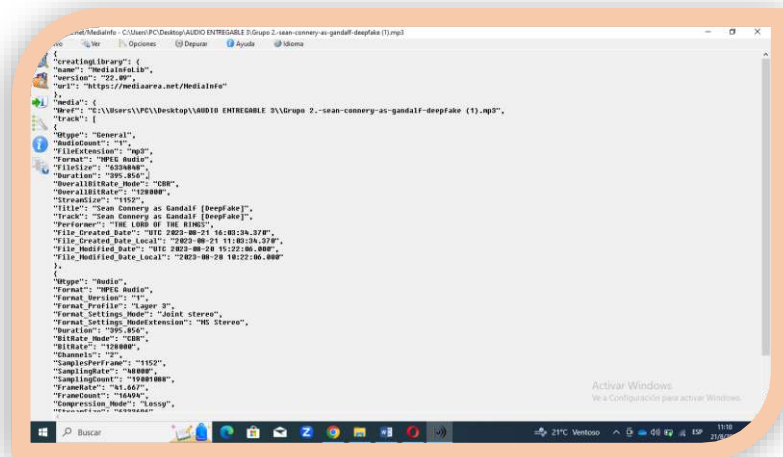 net/MediaInfo - C:\Users\PC\Desktop\AUDIO ENTREGABLE 3\Grupo 2.-sean-connery-as-gandalf-deepfake (1).mp3
Ver Opciones Depurar Ayuda Idioma
{
"creatingLibrary": {
"name": "MediaInfoLib",
"version": "22.09",
"url": "https://mediaarea.net/MediaInfo"
},
"media": {
"@ref": "C:\\Users\\PC\\Desktop\\AUDIO ENTREGABLE 3\\Grupo 2.-sean-connery-as-gandalf-deepfake (1).mp3",
"track": [
{
"@type": "General",
"AudioCount": "1",
"FileExtension": "mp3",
"Format": "MPEG Audio",
"FileSize": "6334848",
"Duration": "395.856",
"OverallBitRate_Mode": "CBR",
"OverallBitRate": "128000",
"StreamSize": "1152",
"Title": "Sean Connery as Gandalf [DeepFake]",
"Track": "Sean Connery as Gandalf [DeepFake]",
"Performer": "THE LORD OF THE RINGS",
"File_Created_Date": "UTC 2023-08-21 16:03:34.370",
"File_Created_Date_Local": "2023-08-21 11:03:34.370",
"File_Modified_Date": "UTC 2023-08-20 15:22:06.000",
"File_Modified_Date_Local": "2023-08-20 10:22:06.000"
},
{
"@type": "Audio",
"Format": "MPEG Audio",
"Format_Version": "1",
"Format_Profile": "Layer 3",
"Format_Settings_Mode": "Joint stereo",
"Format_Settings_ModeExtension": "MS Stereo",
"Duration": "395.856",
"BitRate_Mode": "CBR",
"BitRate": "128000",
"Channels": "2",
"SamplesPerFrame": "1152",
"SamplingRate": "48000",
"SamplingCount": "19001088",
"FrameRate": "41.667",
"FrameCount": "16494",
"Compression_Mode": "Lossy",
Activar Windows
Ve a Configuración para activar Windows.
Buscar
21°C Ventoso
ESP
11:10